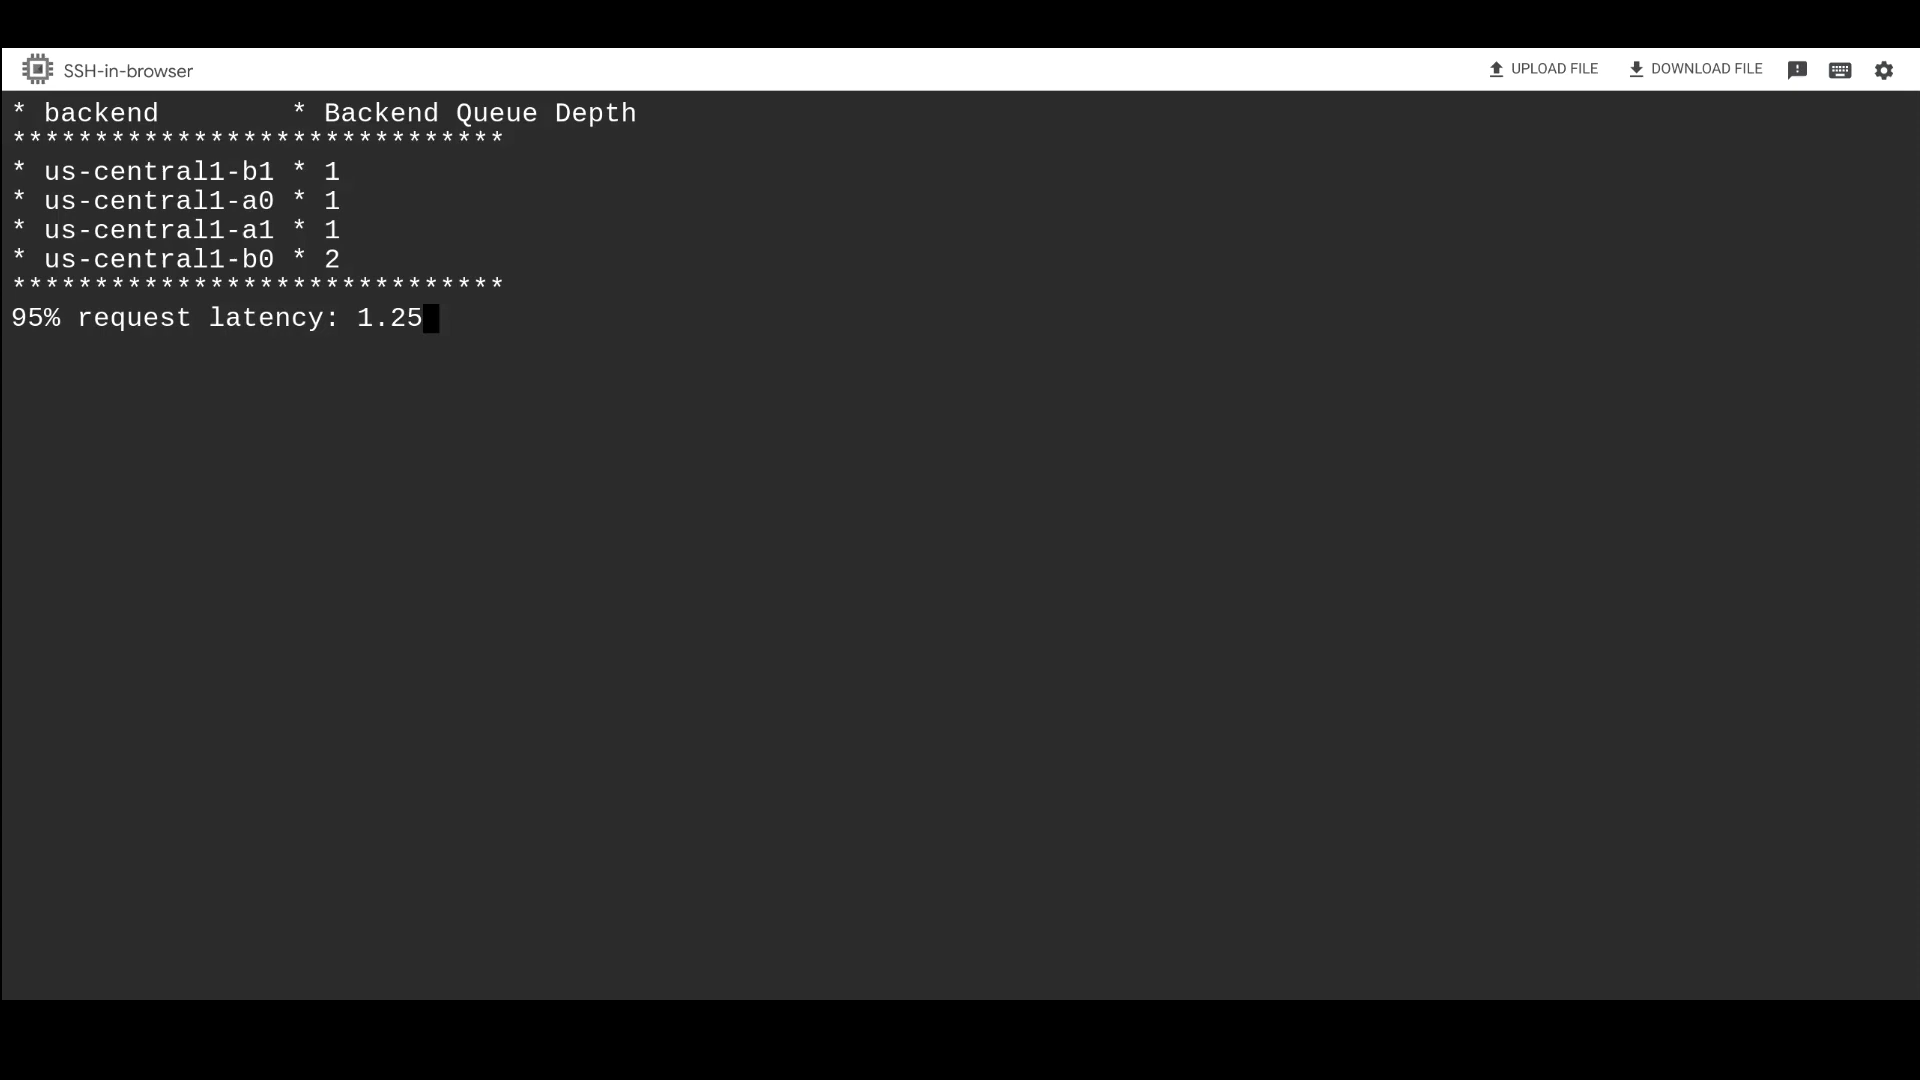 SSH-in-browser
UPLOAD FILE
DOWNLOAD FILE
* backend        * Backend Queue Depth
******************************
* us-central1-b1 * 1
* us-central1-a0 * 1
* us-central1-a1 * 1
* us-central1-b0 * 2
******************************
95% request latency: 1.25